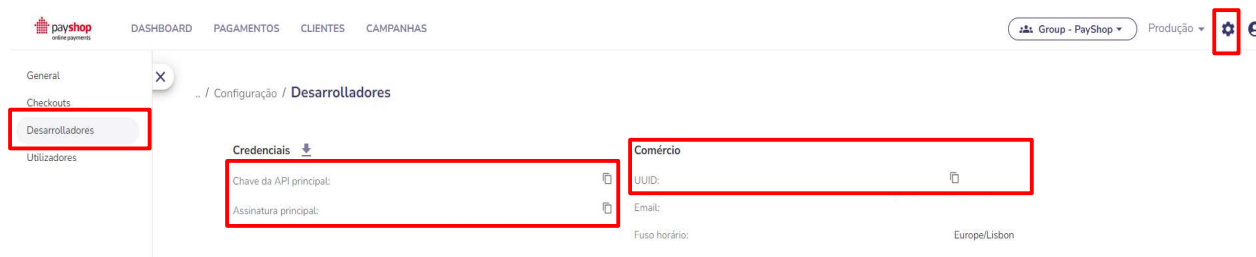 payshop
online payments
DASHBOARD PAGAMENTOS CLIENTES CAMPANHAS
Group - PayShop
Produção
General
Checkouts
Desarrolladores
Utilizadores
.. / Configuração / Desarrolladores
Credenciais
Chave da API principal:
Assinatura principal:
Comércio
UUID:
Email:
Fuso horário: Europe/Lisbon